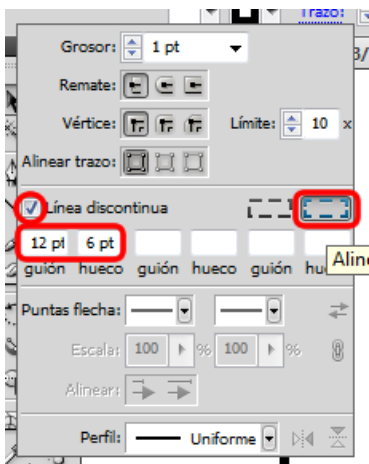 Trazo:
Grosor: 1 pt
3/
Remate:
Vértice: Límite: 10 x
Alinear trazo:
Línea discontinua
12 pt 6 pt
guión hueco guión hueco guión
Aline
Puntas flecha:
Escala: 100 % 100 %
Alinear:
Perfil: Uniforme